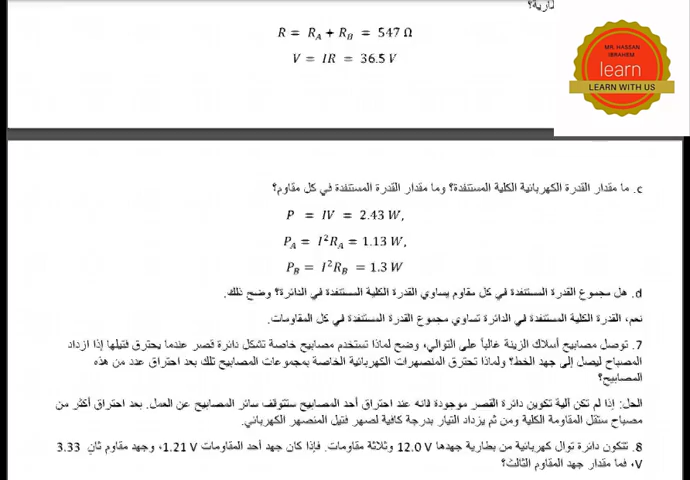 طارية؟
R = R_A + R_B = 547 Ω
V = IR = 36.5 V
MR. HASSAN
IBRAHIEM
learn
LEARN WITH US
c. ما مقدار القدرة الكهربائية الكلية المستنفدة؟ وما مقدار القدرة المستنفدة في كل مقاوم؟
P = IV = 2.43 W,
P_A = I²R_A = 1.13 W,
P_B = I²R_B = 1.3 W
d. هل مجموع القدرة المستنفدة في كل مقاوم يساوي القدرة الكلية المستنفدة في الدائرة؟ وضح ذلك.
نعم، القدرة الكلية المستنفدة في الدائرة تساوي مجموع القدرة المستنفدة في كل المقاومات.
7. توصل مصابيح أسلاك الزينة غالباً على التوالي، وضح لماذا تستخدم مصابيح خاصة تشكل دائرة قصر عندما يحترق فتيلها إذا ازداد
المصباح ليصل إلى جهد الخط؟ ولماذا تحترق المنصهرات الكهربائية الخاصة بمجموعات المصابيح تلك بعد احتراق عدد من هذه
المصابيح؟
الحل: إذا لم تكن آلية تكوين دائرة القصر موجودة فانه عند احتراق أحد المصابيح ستتوقف سائر المصابيح عن العمل. بعد احتراق أكثر من
مصباح ستقل المقاومة الكلية ومن ثم يزداد التيار بدرجة كافية لصهر فتيل المنصهر الكهربائي.
8. تتكون دائرة توال كهربائية من بطارية جهدها 12.0 V وثلاثة مقاومات. فإذا كان جهد أحد المقاومات 1.21 V، وجهد مقاوم ثانٍ 3.33
V، فما مقدار جهد المقاوم الثالث؟